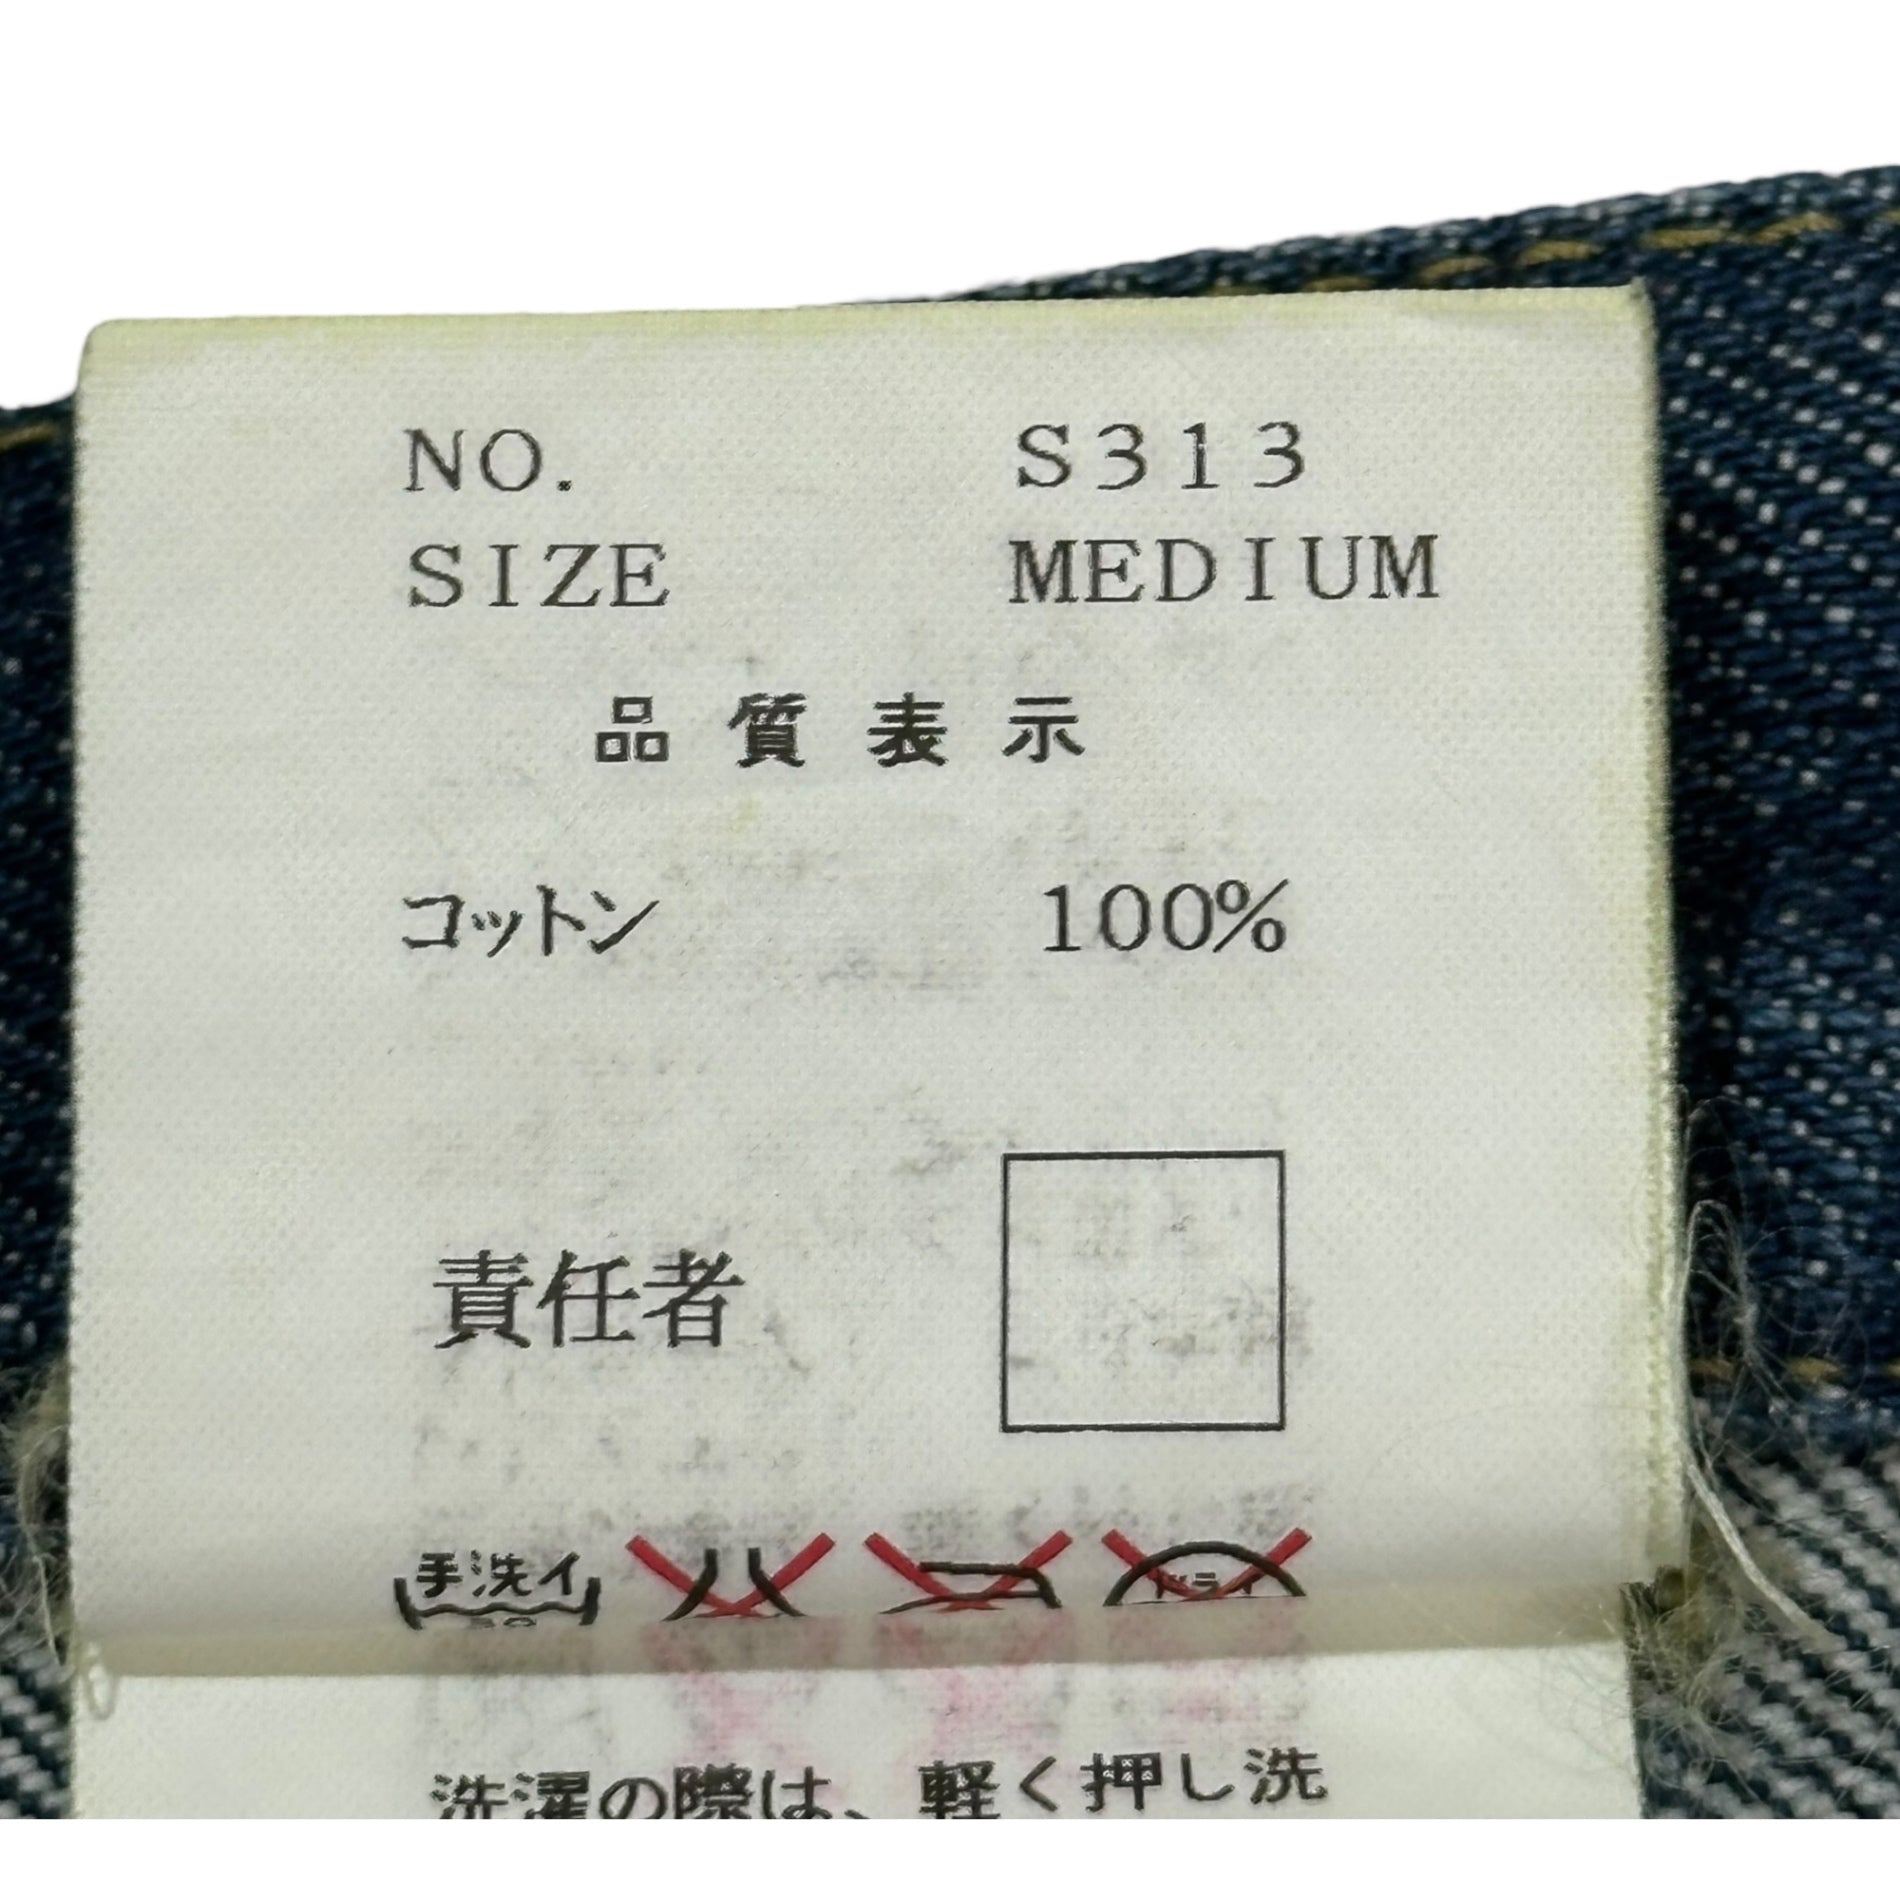 NO. S313
SIZE MEDIUM
品質表示
コットン 100%
責任者
手洗イ
ドライ
洗濯の際は、軽く押し洗